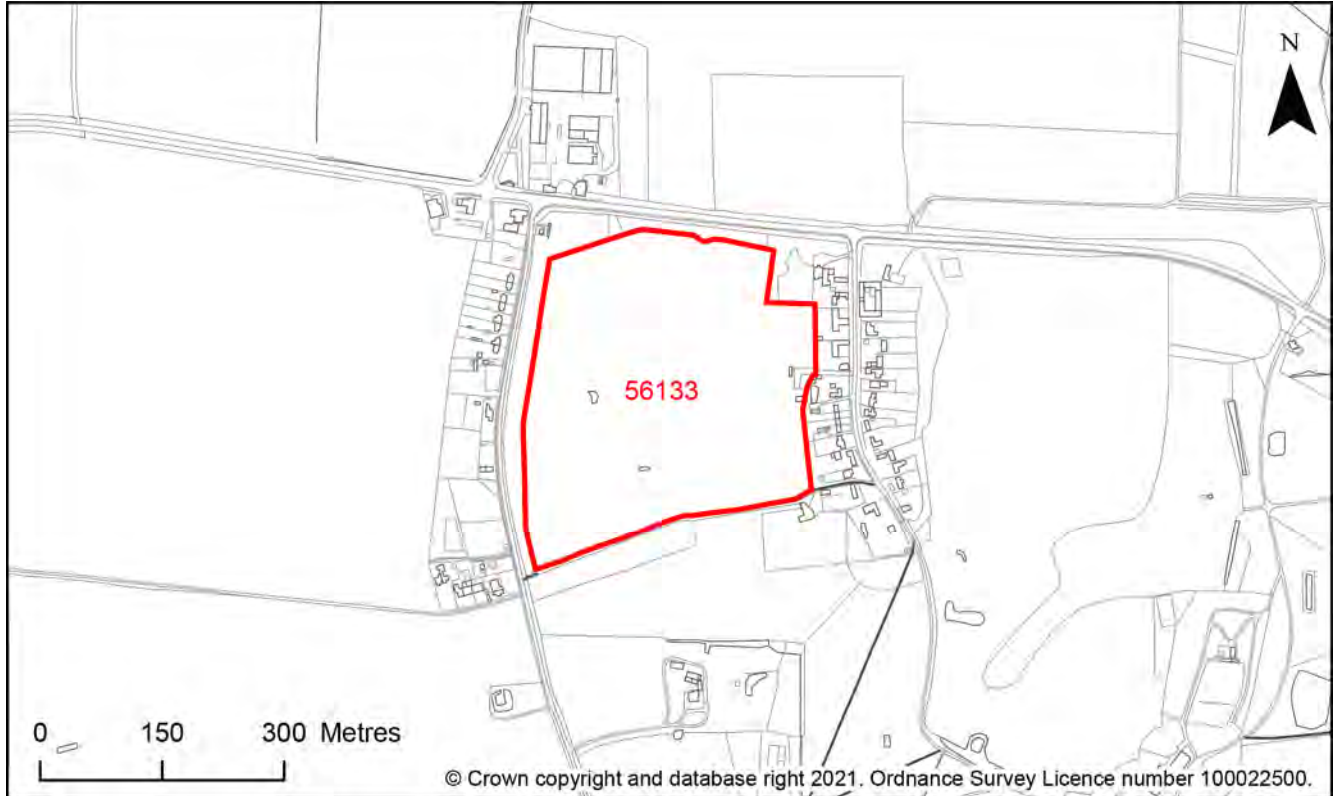 N
56133
0 150 300 Metres
© Crown copyright and database right 2021. Ordnance Survey Licence number 100022500.